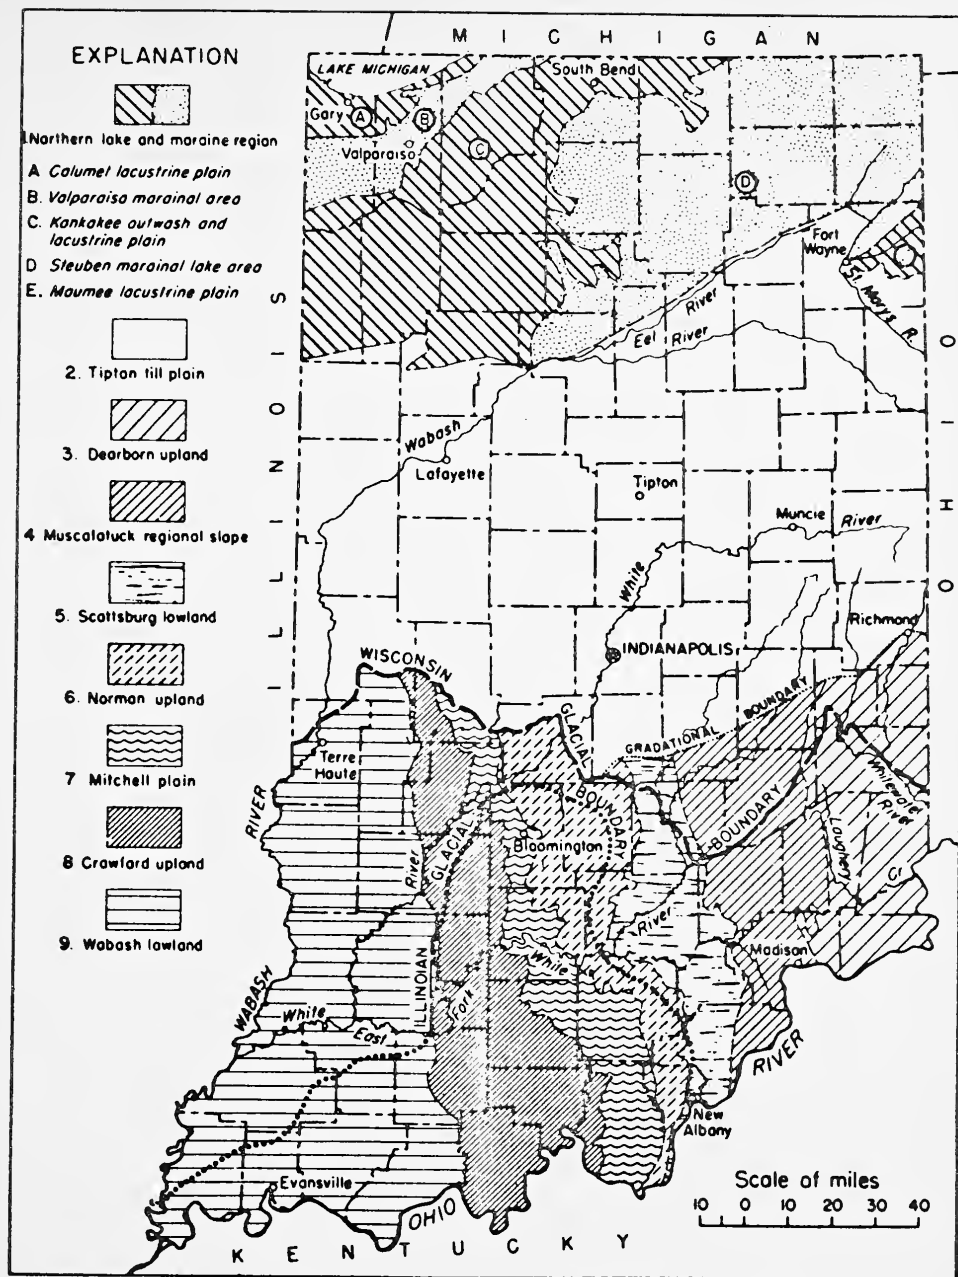 EXPLANATION
Northern lake and moraine region
A Calumet lacustrine plain
B. Valparaiso morainal area
C. Kankakee outwash and
lacustrine plain
D Steuben morainal lake area
E. Maumee lacustrine plain
2. Tipton till plain
3. Dearborn upland
4 Muscatatuck regional slope
5. Scottsburg lowland
6. Norman upland
7 Mitchell plain
8 Crawford upland
9. Wabash lowland
MICHIGAN
LAKE MICHIGAN
South Bend
Gary
A
B
Valparaiso
C
D
Fort
Wayne
St. Marys R.
River
Eel River
ILLINOIS
OHIO
Wabash
Lafayette
Tipton
Muncie
River
White
Richmond
INDIANAPOLIS
WISCONSIN
GLACIAL
BOUNDARY
GRADATIONAL BOUNDARY
BOUNDARY
Terre
Haute
Whitewater
River
Laughery
Cr
RIVER
WABASH
River
GLACIAL
ILLINOIAN
Bloomington
River
White
Madison
White
East
Fork
RIVER
New
Albany
Evansville
OHIO
KENTUCKY
Scale of miles
10 0 10 20 30 40